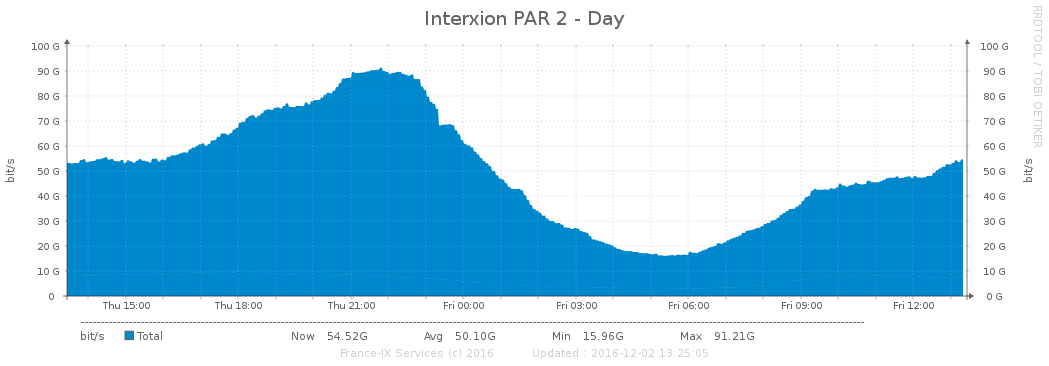 Interxion PAR 2 - Day
RRDTOOL / TOBI OETIKER
bit/s
100 G 100 G
90 G 90 G
80 G 80 G
70 G 70 G
60 G 60 G
50 G 50 G
40 G 40 G
30 G 30 G
20 G 20 G
10 G 10 G
0 0 G
bit/s
Thu 15:00 Thu 18:00 Thu 21:00 Fri 00:00 Fri 03:00 Fri 06:00 Fri 09:00 Fri 12:00
bit/s Total Now 54.52G Avg 50.10G Min 15.96G Max 91.21G
France-IX Services (c) 2016 Updated : 2016-12-02 13:25:05